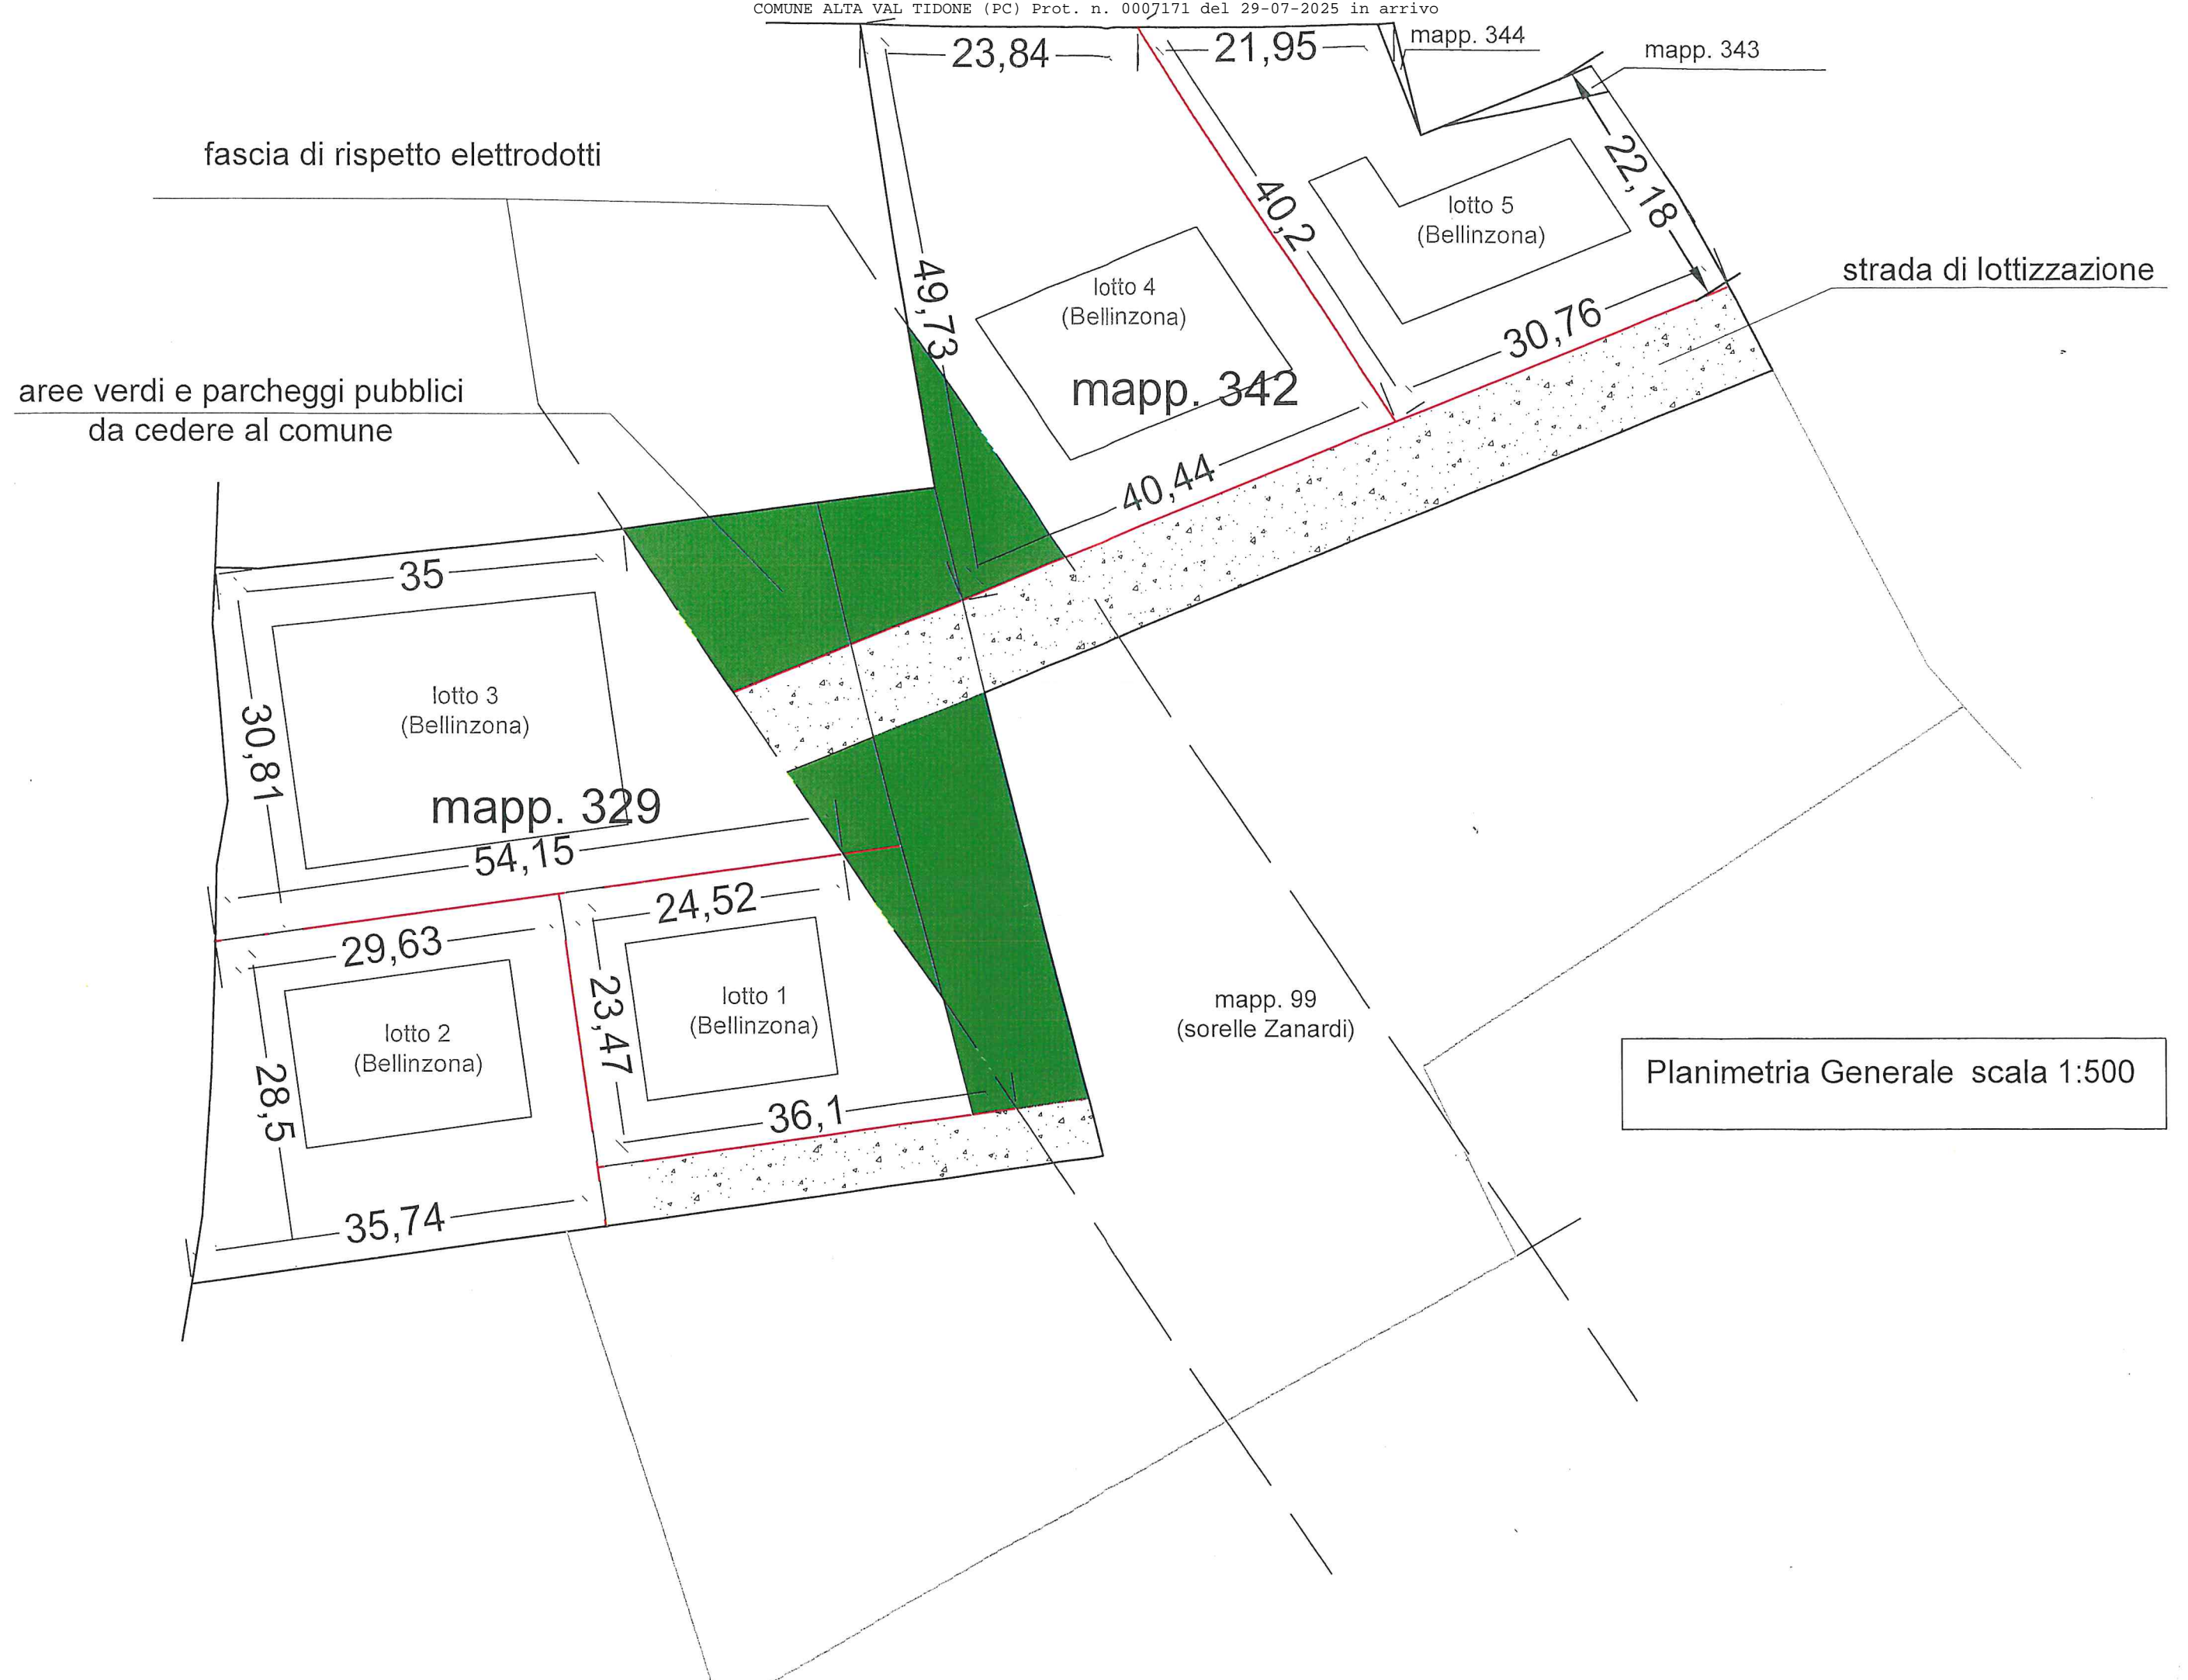 COMUNE ALTA VAL TIDONE (PC) Prot. n. 0007171 del 29-07-2025 in arrivo
23,84
21,95
mapp. 344
mapp. 343
fascia di rispetto elettrodotti
40,2
22,18
lotto 5
(Bellinzona)
strada di lottizzazione
49,73
lotto 4
(Bellinzona)
30,76
mapp. 342
aree verdi e parcheggi pubblici
da cedere al comune
40,44
35
30,81
lotto 3
(Bellinzona)
mapp. 329
54,15
24,52
29,63
23,47
lotto 1
(Bellinzona)
mapp. 99
(sorelle Zanardi)
lotto 2
(Bellinzona)
28,5
Planimetria Generale scala 1:500
36,1
35,74